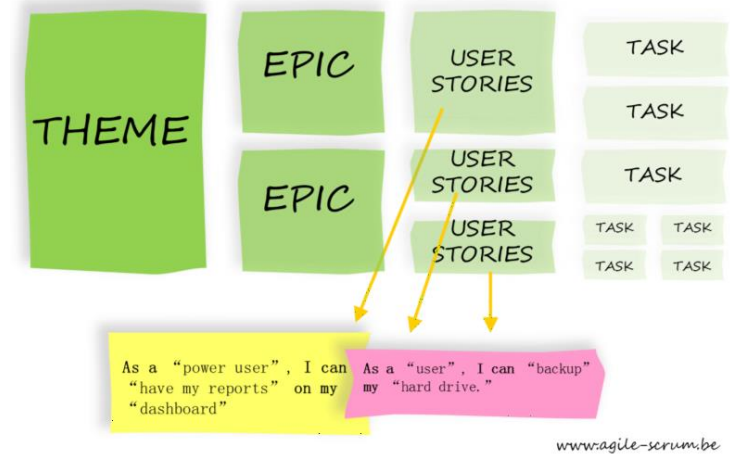 THEME
EPIC
EPIC
USER
STORIES
USER
STORIES
USER
STORIES
TASK
TASK
TASK
TASK TASK
TASK TASK
As a “power user”, I can
“have my reports” on my
“dashboard”
As a “user”, I can “backup”
my “hard drive.”
www.agile-scrum.be